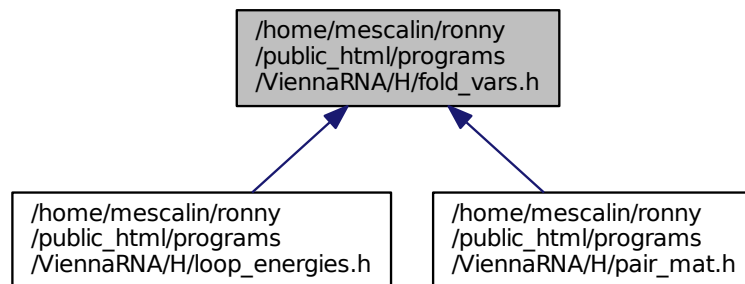 /home/mescalin/ronny
/public_html/programs
/ViennaRNA/H/fold_vars.h
/home/mescalin/ronny
/public_html/programs
/ViennaRNA/H/loop_energies.h
/home/mescalin/ronny
/public_html/programs
/ViennaRNA/H/pair_mat.h